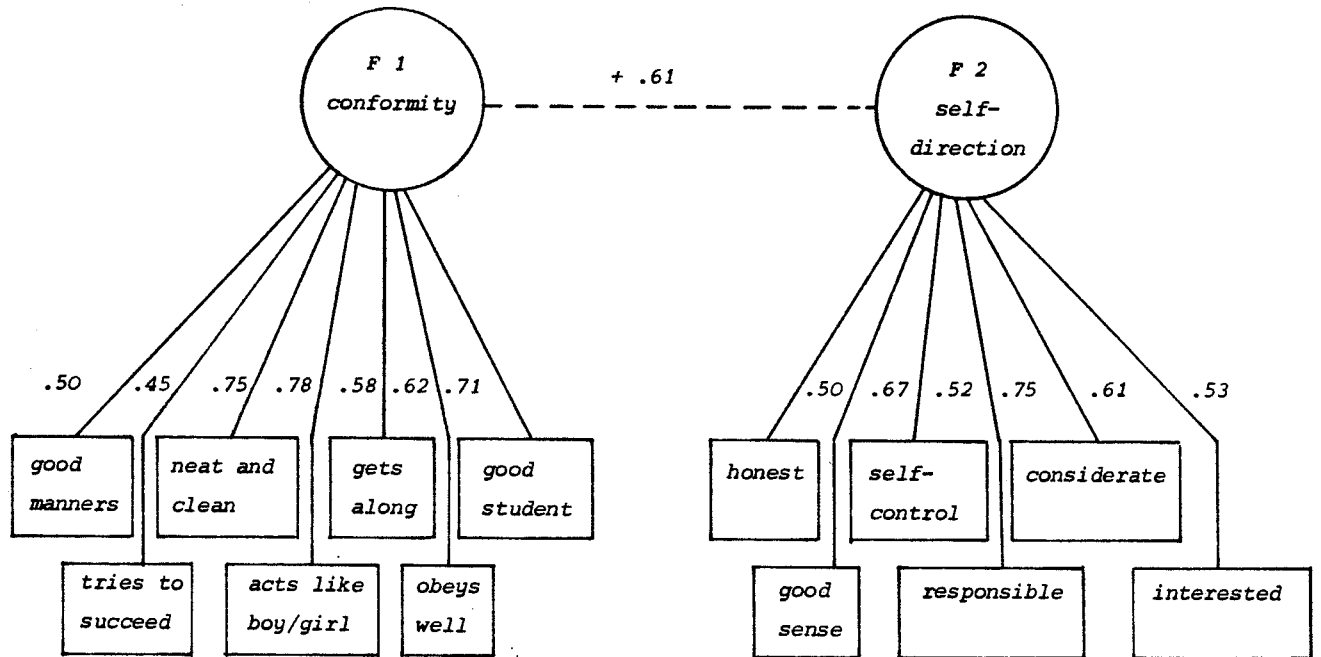 F 1
conformity
+ .61
F 2
self-
direction
.50 .45 .75 .78 .58 .62 .71
.50 .67 .52 .75 .61 .53
good
manners
neat and
clean
gets
along
good
student
honest
self-
control
considerate
tries to
succeed
acts like
boy/girl
obeys
well
good
sense
responsible
interested